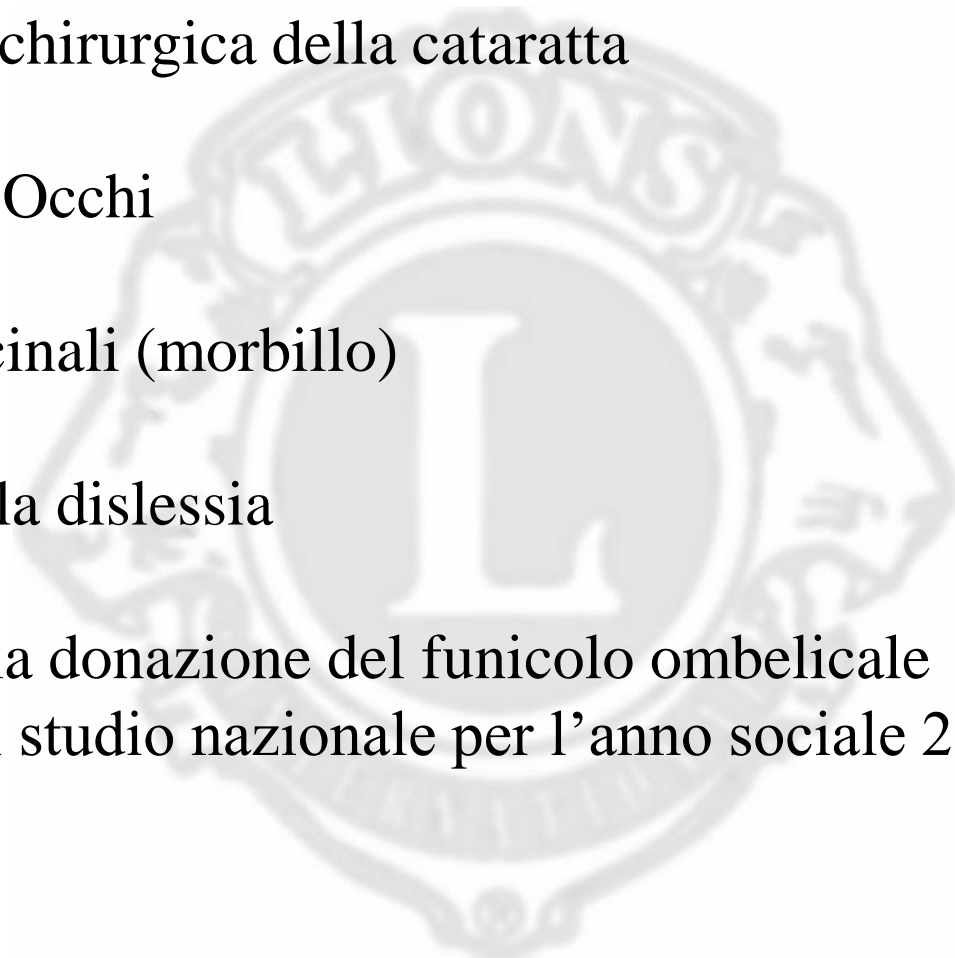 chirurgica della cataratta
LIONS
Occhi
cinali (morbillo)
la dislessia
a donazione del funicolo ombelicale
studio nazionale per l’anno sociale 2
L